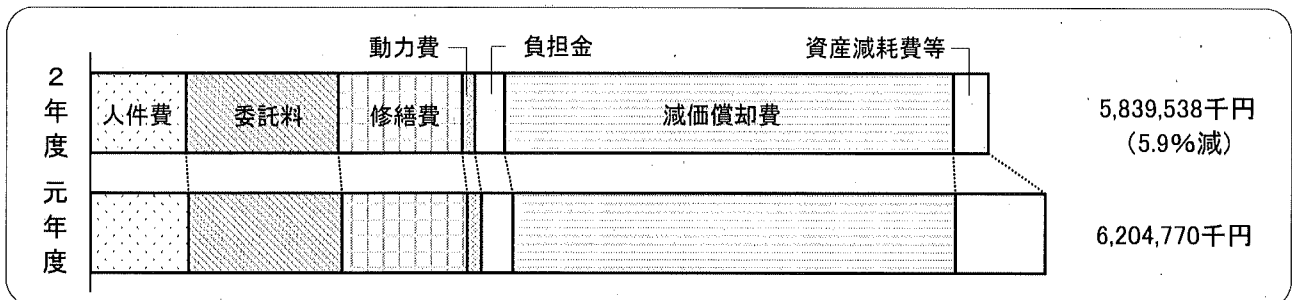 動力費
負担金
資産減耗費等
2年度
人件費
委託料
修繕費
減価償却費
5,839,538千円
(5.9%減)
元年度
6,204,770千円